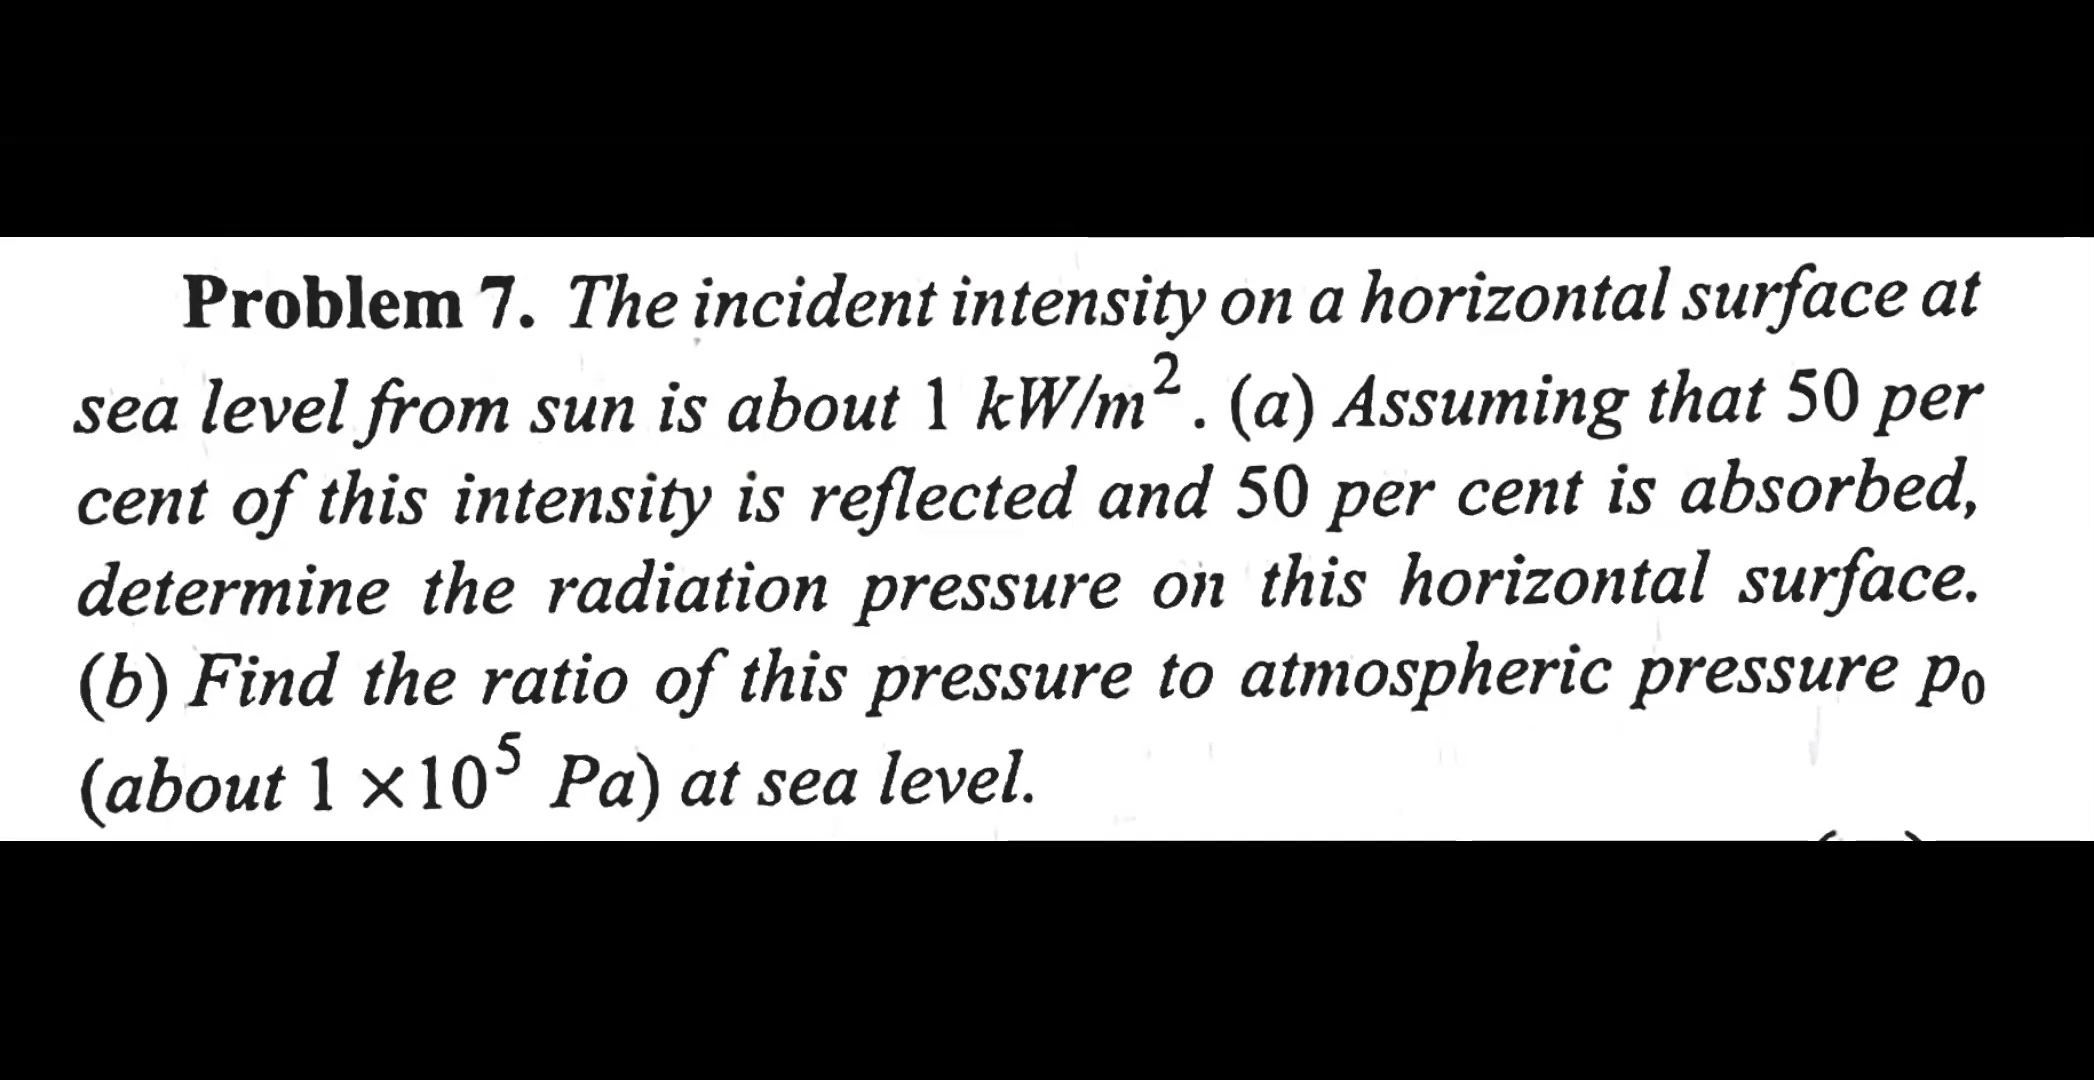 Problem 7. The incident intensity on a horizontal surface at
sea level from sun is about 1 kW/m². (a) Assuming that 50 per
cent of this intensity is reflected and 50 per cent is absorbed,
determine the radiation pressure on this horizontal surface.
(b) Find the ratio of this pressure to atmospheric pressure p₀
(about 1 ×10⁵ Pa) at sea level.